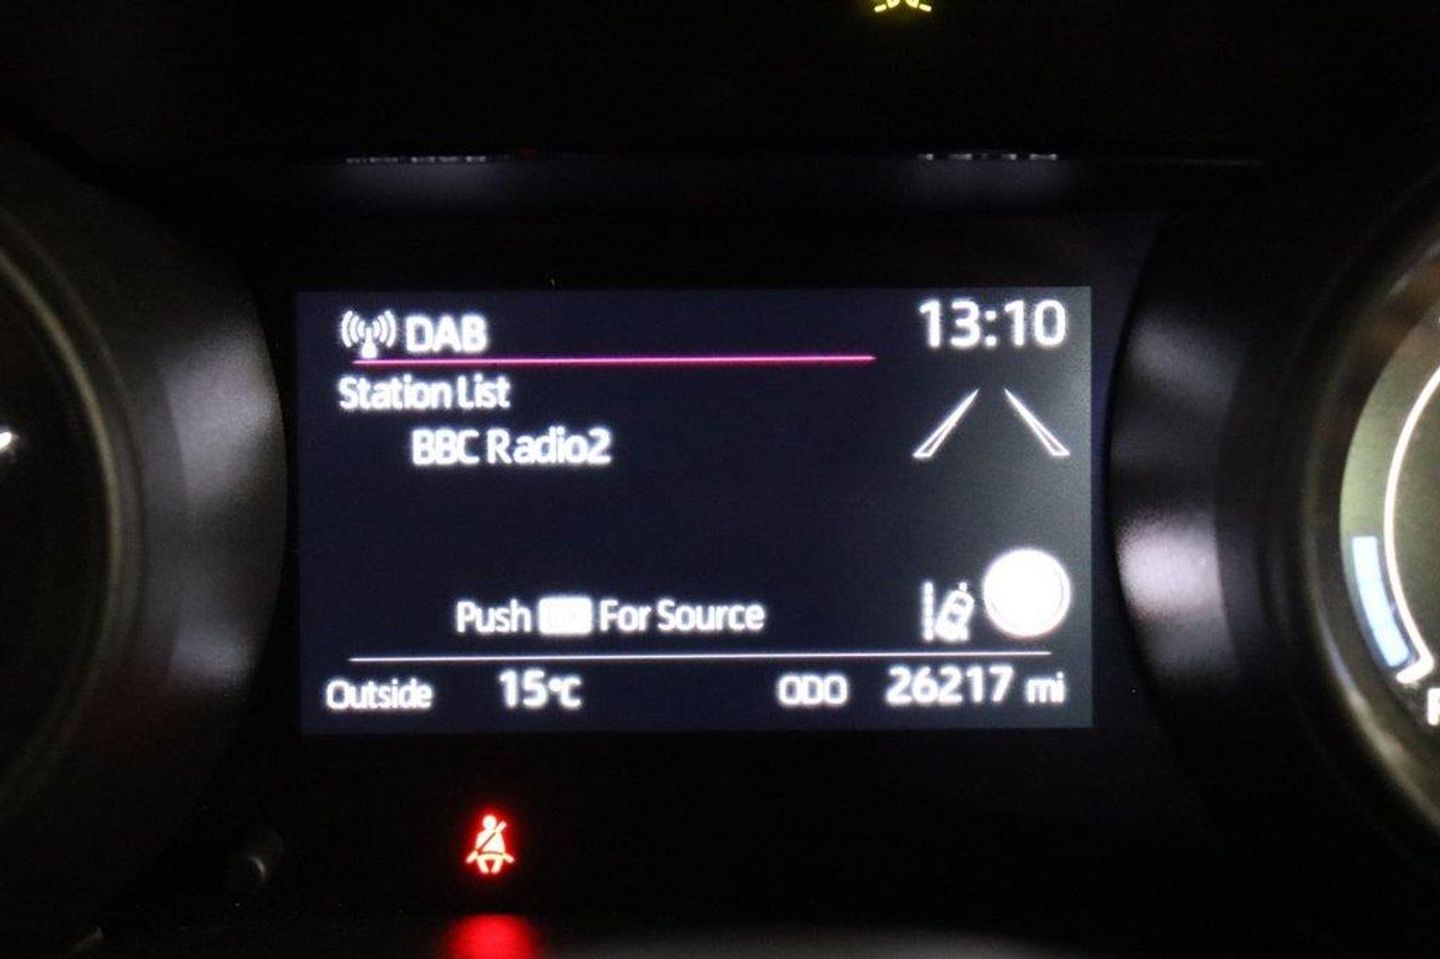 DAB
13:10
Station List
BBC Radio2
Push For Source
Outside 15°C ODO 26217 mi